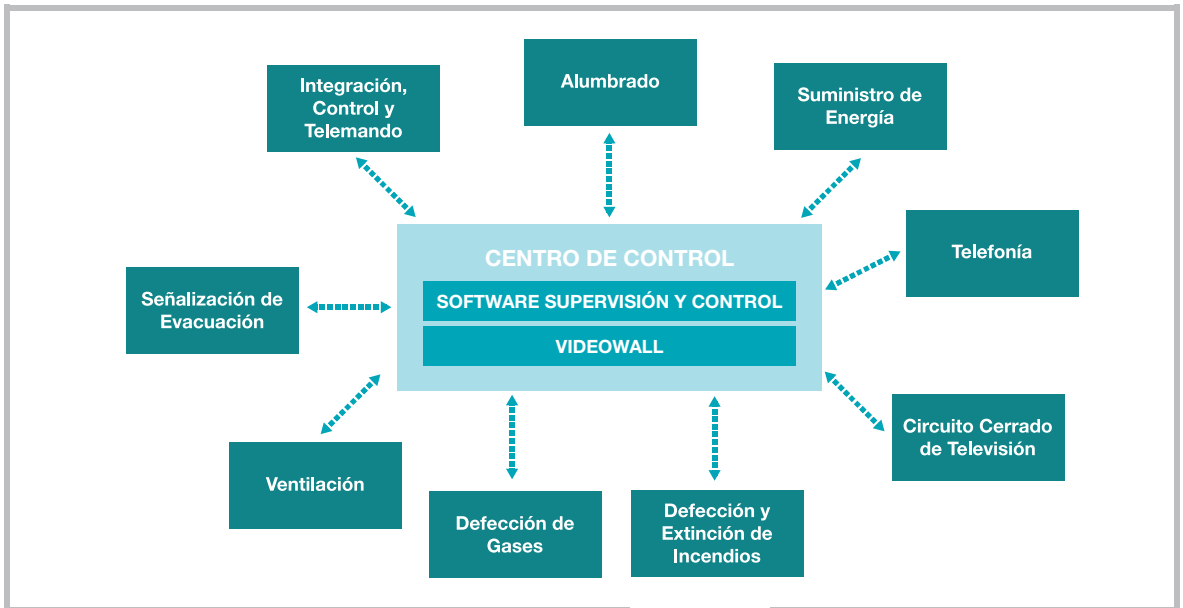 Integración,
Control y
Telemando
Alumbrado
Suministro de
Energía
Telefonía
CENTRO DE CONTROL
SOFTWARE SUPERVISIÓN Y CONTROL
VIDEOWALL
Señalización de
Evacuación
Circuito Cerrado
de Televisión
Ventilación
Defección de
Gases
Defección y
Extinción de
Incendios